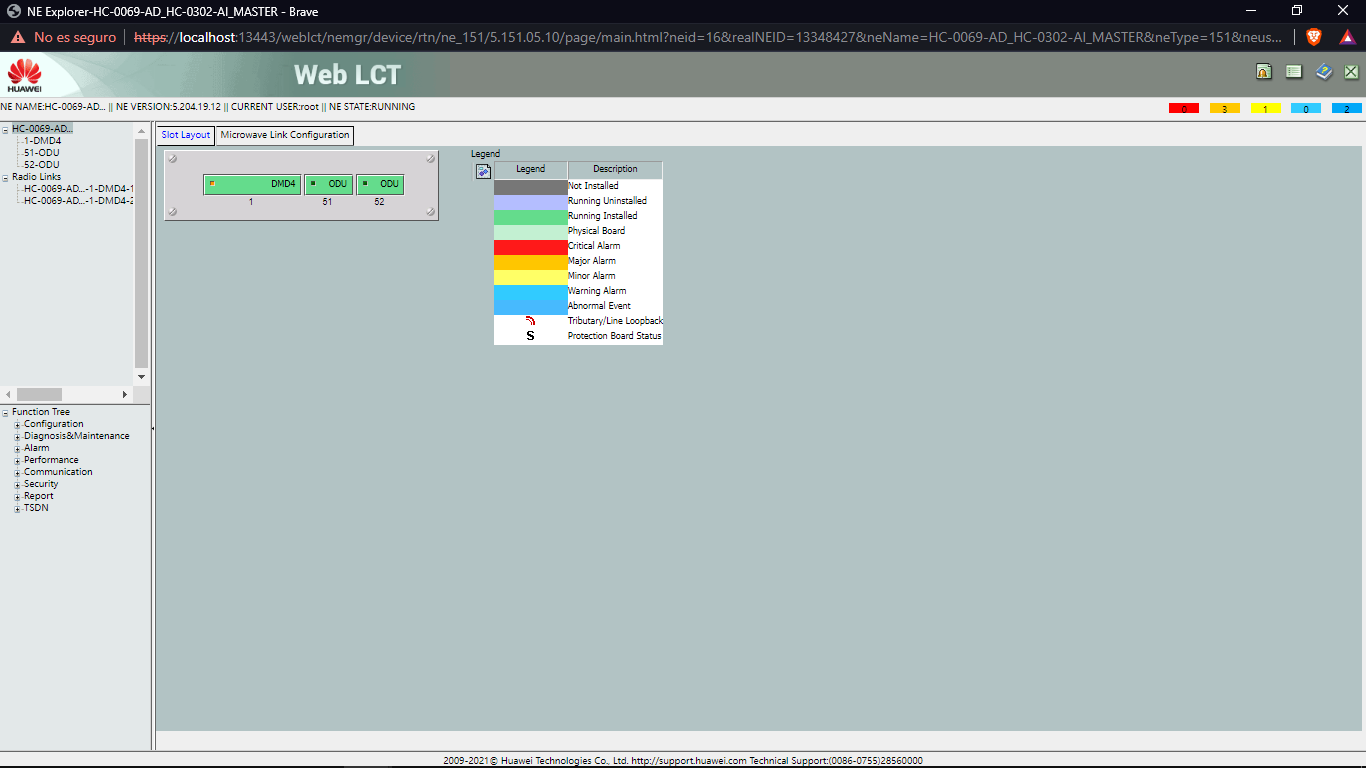 NE Explorer-HC-0069-AD_HC-0302-AI_MASTER - Brave
No es seguro https://localhost:13443/weblct/nemgr/device/rtn/ne_151/5.151.05.10/page/main.html?neid=16&realNEID=13348427&neName=HC-0069-AD_HC-0302-AI_MASTER&neType=151&neus...
HUAWEI
Web LCT
NE NAME:HC-0069-AD... || NE VERSION:5.204.19.12 || CURRENT USER:root || NE STATE:RUNNING
0 3 1 0 2
HC-0069-AD...
1-DMD4
51-ODU
52-ODU
Radio Links
HC-0069-AD...-1-DMD4-1
HC-0069-AD...-1-DMD4-2
Function Tree
Configuration
Diagnosis&Maintenance
Alarm
Performance
Communication
Security
Report
TSDN
Slot Layout Microwave Link Configuration
DMD4 ODU ODU
1 51 52
Legend
Legend Description
Not Installed
Running Uninstalled
Running Installed
Physical Board
Critical Alarm
Major Alarm
Minor Alarm
Warning Alarm
Abnormal Event
Tributary/Line Loopback
S Protection Board Status
2009-2021© Huawei Technologies Co., Ltd. http://support.huawei.com Technical Support:(0086-0755)28560000